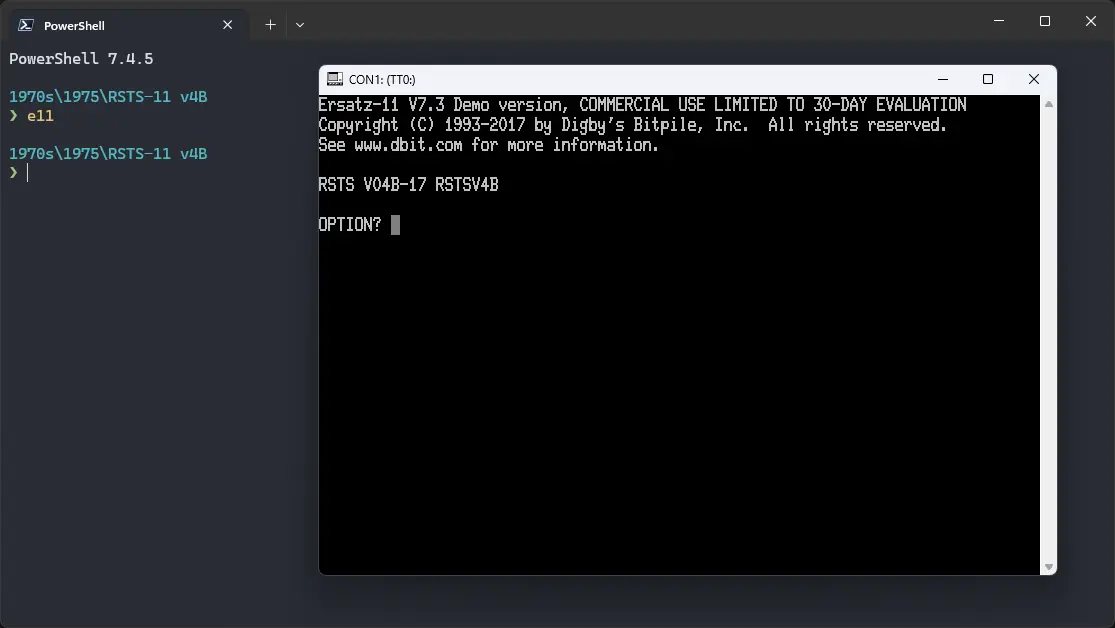 PowerShell
PowerShell 7.4.5
1970s\1975\RSTS-11 v4B
❯ e11
1970s\1975\RSTS-11 v4B
❯
CON1: (TT0:)
Ersatz-11 V7.3 Demo version, COMMERCIAL USE LIMITED TO 30-DAY EVALUATION
Copyright (C) 1993-2017 by Digby's Bitpile, Inc.  All rights reserved.
See www.dbit.com for more information.
RSTS V04B-17 RSTSV4B
OPTION?